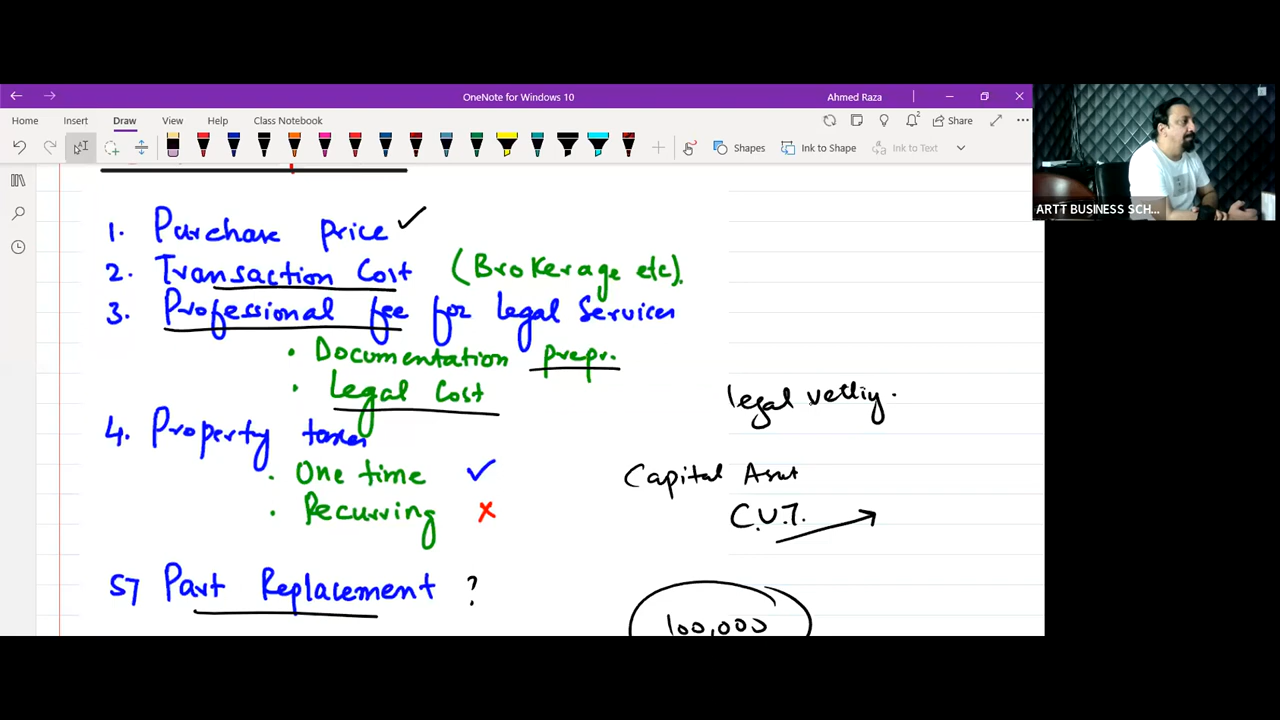 OneNote for Windows 10
Ahmed Raza
Home Insert Draw View Help Class Notebook
Share
Shapes
Ink to Shape
Ink to Text
ARTT BUSINESS SCH...
1. Purchase price ✓
2. Transaction Cost (Brokerage etc).
3. Professional fee for legal Services
• Documentation prepr.
• Legal Cost
legal
4. Property taxes
• One time ✓
• Recurring ×
Capital Asset
5) Part Replacement ?
100,000